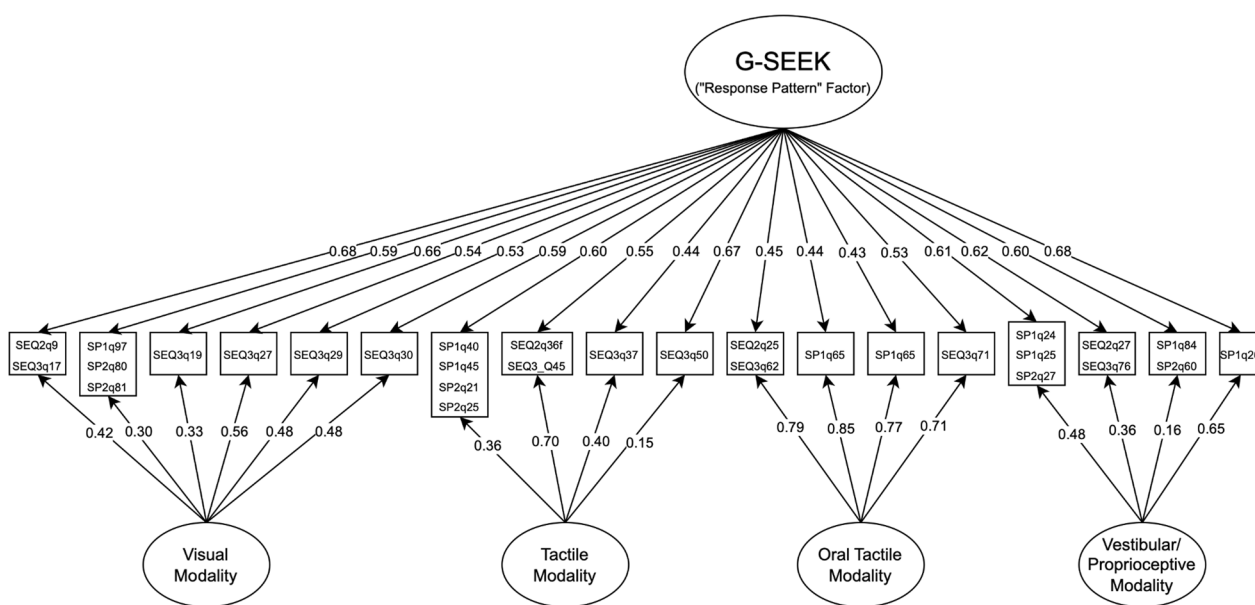 G-SEEK
("Response Pattern" Factor)
0.68
0.59
0.66
0.54
0.53
0.59
0.60
0.55
0.44
0.67
0.45
0.44
0.43
0.53
0.61
0.62
0.60
0.68
SEQ2q9
SEQ3q17
SP1q97
SP2q80
SP2q81
SEQ3q19
SEQ3q27
SEQ3q29
SEQ3q30
SP1q40
SP1q45
SP2q21
SP2q25
SEQ2q36f
SEQ3_Q45
SEQ3q37
SEQ3q50
SEQ2q25
SEQ3q62
SP1q65
SP1q65
SEQ3q71
SP1q24
SP1q25
SP2q27
SEQ2q27
SEQ3q76
SP1q84
SP2q60
0.42
0.30
0.33
0.56
0.48
0.48
0.36
0.70
0.40
0.15
0.79
0.85
0.77
0.71
0.48
0.36
0.16
0.65
Visual
Modality
Tactile
Modality
Oral Tactile
Modality
Vestibular/
Proprioceptive
Modality